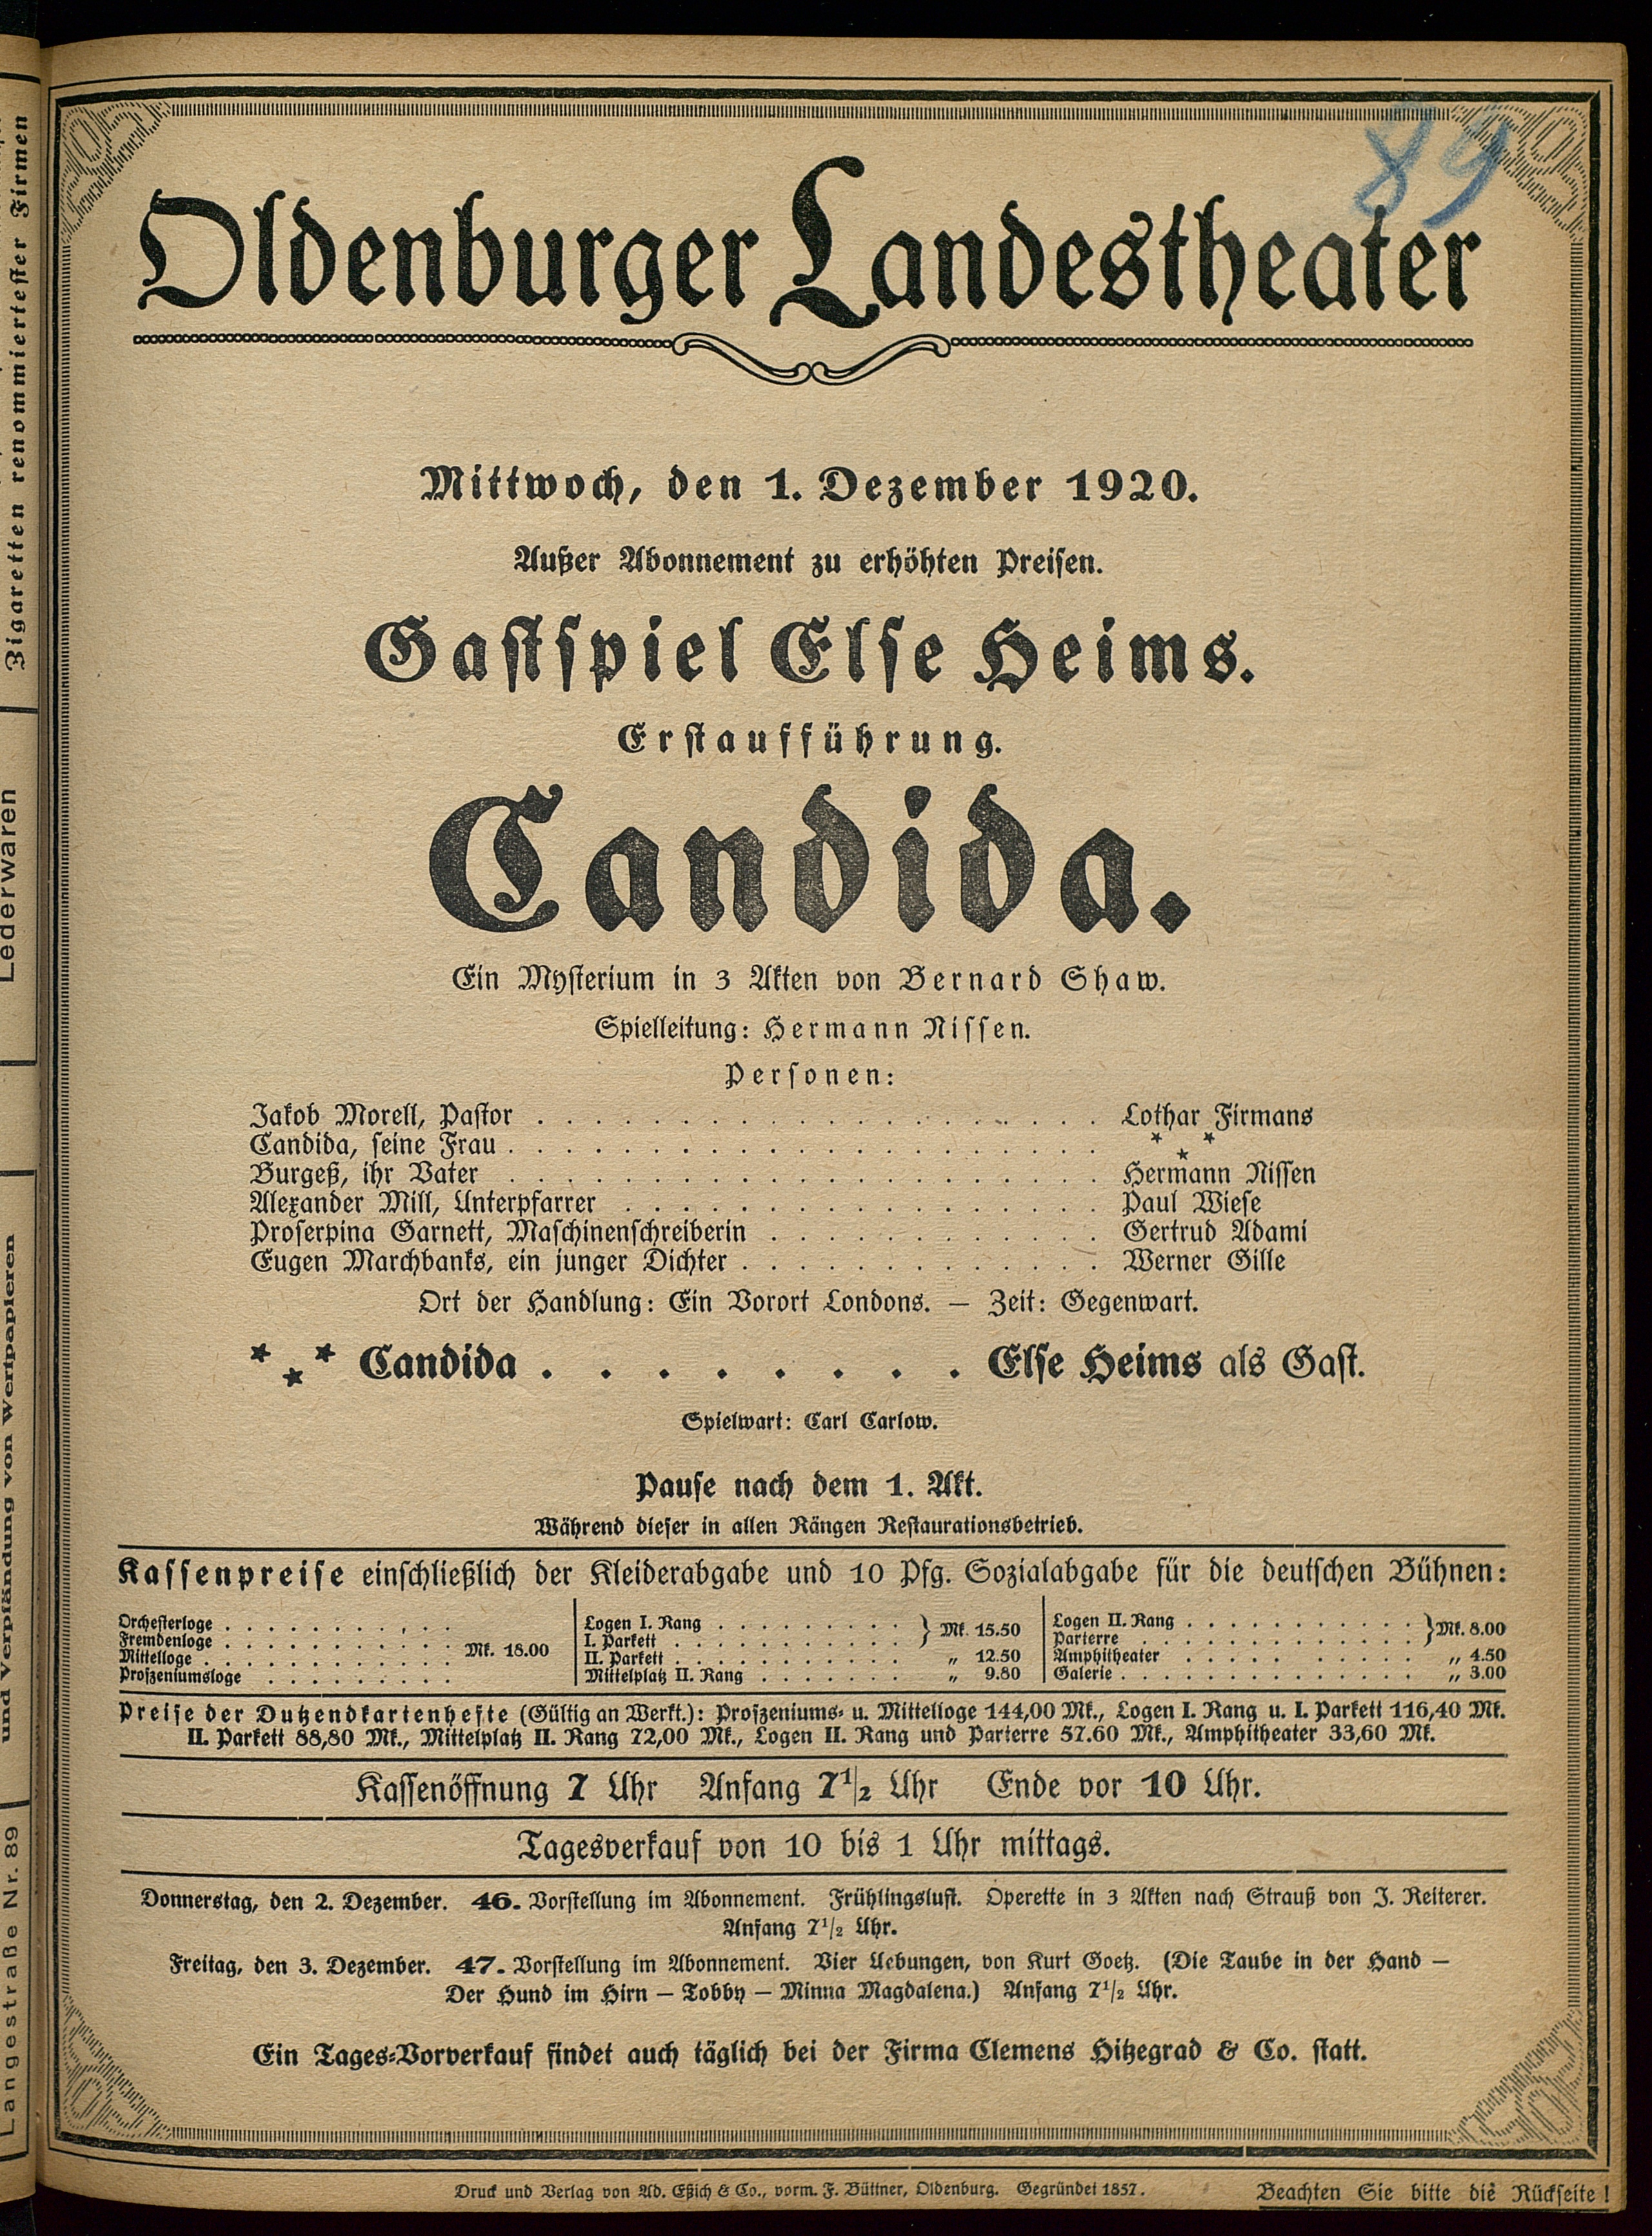 89
Oldenburger Landestheater
Mittwoch, den 1. Dezember 1920.
Außer Abonnement zu erhöhten Preisen.
Gastspiel Else Heims.
Erstaufführung.
Candida.
Ein Mysterium in 3 Akten von Bernard Shaw.
Spielleitung: Hermann Nissen.
Personen:
Jakob Morell, Pastor . . . . . . . . . . . . . . . . . . . . Lothar Firmans
Candida, seine Frau . . . . . . . . . . . . . . . . . . . . . * * *
Burgeß, ihr Vater . . . . . . . . . . . . . . . . . . . . . Hermann Nissen
Alexander Mill, Unterpfarrer . . . . . . . . . . . . . . . . . Paul Wiese
Proserpina Garnett, Maschinenschreiberin . . . . . . . . . . . . Gertrud Adami
Eugen Marchbanks, ein junger Dichter . . . . . . . . . . . . . Werner Gille
Ort der Handlung: Ein Vorort Londons. — Zeit: Gegenwart.
* * * Candida . . . . . . . . Else Heims als Gast.
Spielwart: Carl Carlow.
Pause nach dem 1. Akt.
Während dieser in allen Rängen Restaurationsbetrieb.
Kassenpreise einschließlich der Kleiderabgabe und 10 Pfg. Sozialabgabe für die deutschen Bühnen:
Orchesterloge . . . . . . . . . . .
Fremdenloge . . . . . . . . . . .
Mittelloge . . . . . . . . . . . Mk. 18.00
Proszeniumsloge . . . . . . . . .
Logen I. Rang . . . . . . . . .
I. Parkett . . . . . . . . . . } Mk. 15.50
II. Parkett . . . . . . . . . . „ 12.50
Mittelplatz II. Rang . . . . . . . „ 9.80
Logen II. Rang . . . . . . . . . .
Parterre . . . . . . . . . . . } Mk. 8.00
Amphitheater . . . . . . . . . „ 4.50
Galerie . . . . . . . . . . . . „ 3.00
Preise der Dutzendkartenhefte (Gültig an Werkt.): Proszeniums- u. Mittelloge 144,00 Mk., Logen I. Rang u. I. Parkett 116,40 Mk.
II. Parkett 88,80 Mk., Mittelplatz II. Rang 72,00 Mk., Logen II. Rang und Parterre 57.60 Mk., Amphitheater 33,60 Mk.
Kassenöffnung 7 Uhr Anfang 7 1/2 Uhr Ende vor 10 Uhr.
Tagesverkauf von 10 bis 1 Uhr mittags.
Donnerstag, den 2. Dezember. 46. Vorstellung im Abonnement. Frühlingsluft. Operette in 3 Akten nach Strauß von J. Reiterer.
Anfang 7 1/2 Uhr.
Freitag, den 3. Dezember. 47. Vorstellung im Abonnement. Vier Uebungen, von Kurt Goetz. (Die Taube in der Hand —
Der Hund im Hirn — Tobby — Minna Magdalena.) Anfang 7 1/2 Uhr.
Ein Tages-Vorverkauf findet auch täglich bei der Firma Clemens Hitzegrad & Co. statt.
Druck und Verlag von Ad. Eßich & Co., vorm. F. Büttner, Oldenburg. Gegründet 1857.
Beachten Sie bitte die Rückseite!
Zigaretten renommiertester Firmen
Lederwaren
und Verpfändung von Wertpapieren
Langestraße Nr. 89